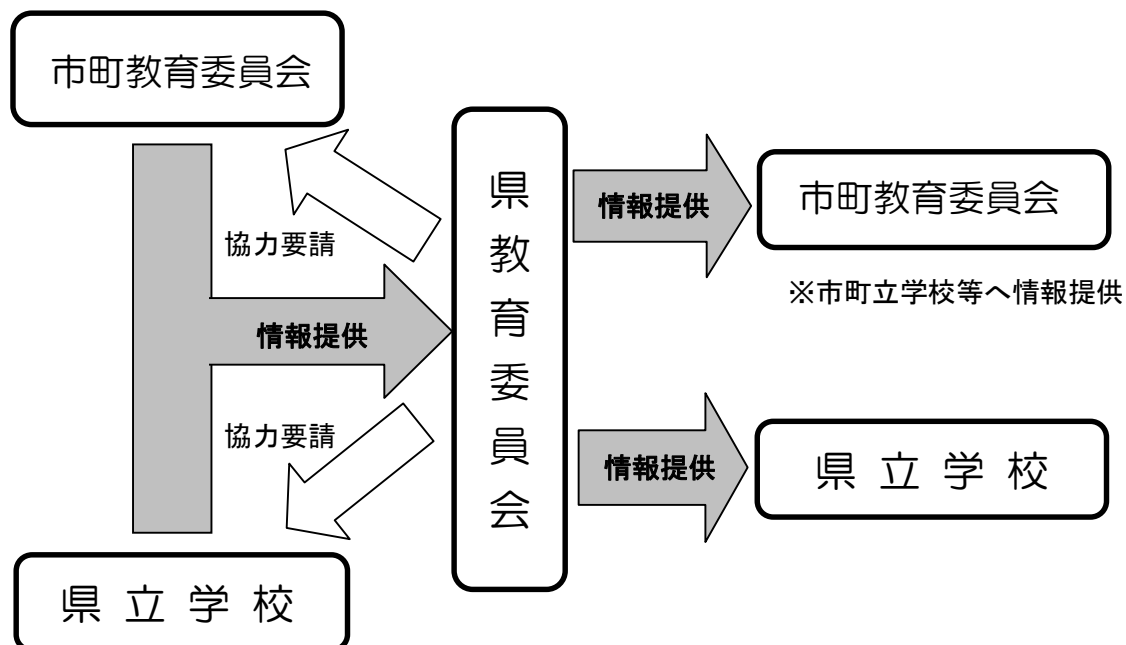 市町教育委員会
協力要請
情報提供
協力要請
県立学校
県教育委員会
情報提供
市町教育委員会
※市町立学校等へ情報提供
情報提供
県立学校